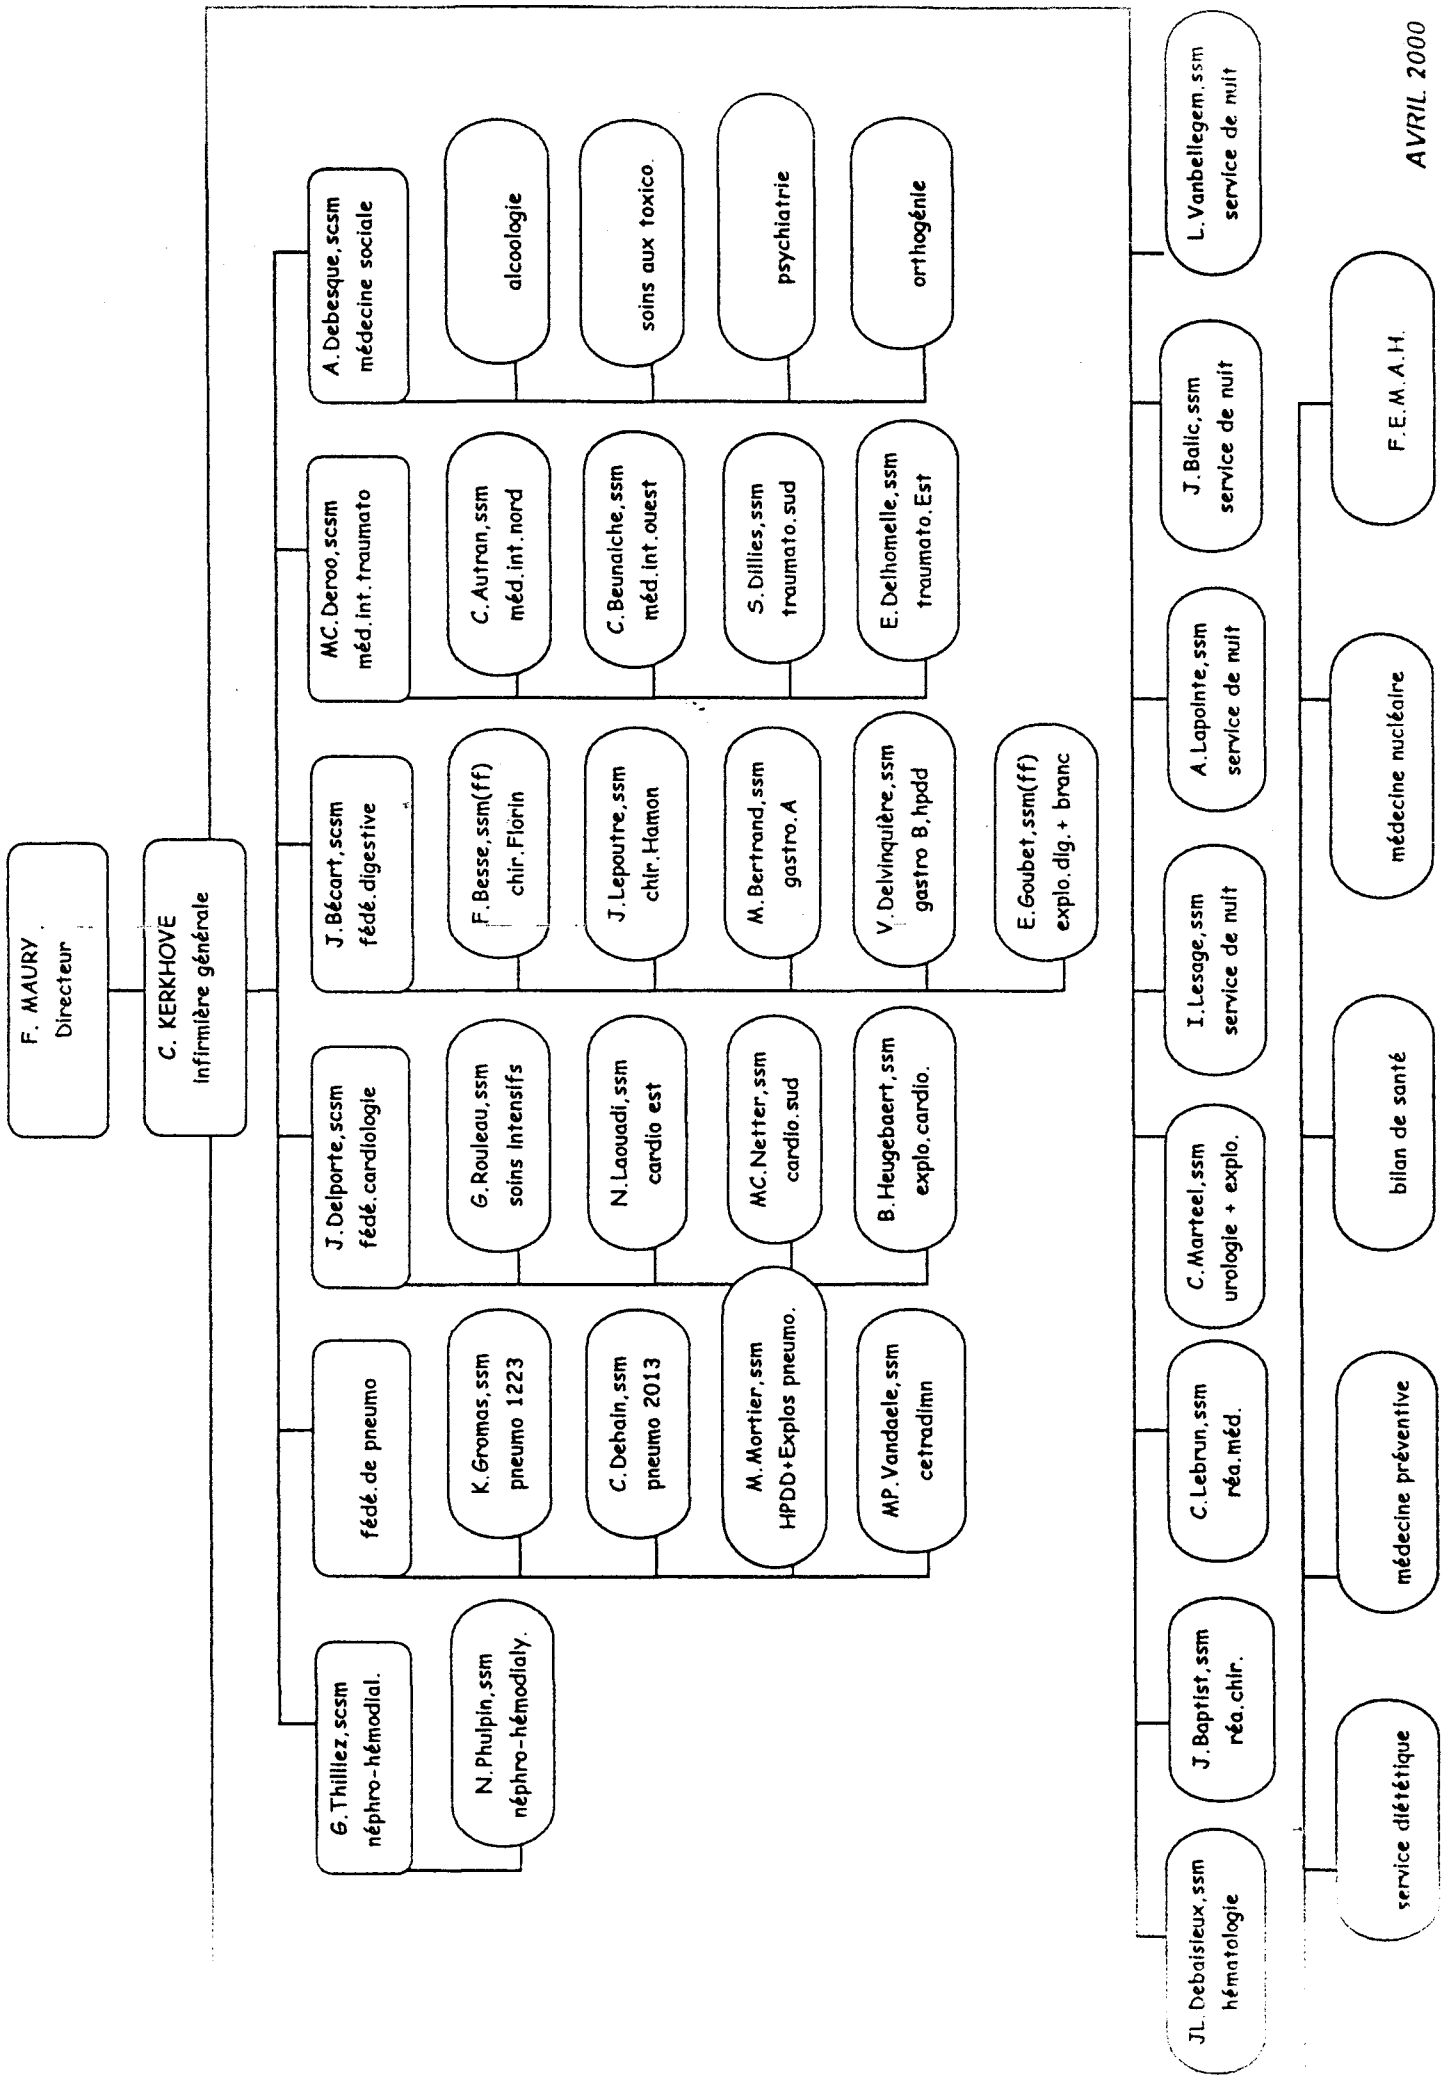 F. MAURY
Directeur
C. KERKHOVE
Infirmière générale
G.Thilliez,scsm
néphro-hémodial.
N.Phulpin,ssm
néphro-hémodialy.
fédé.de pneumo
K.Gromas,ssm
pneumo 1223
C.Dehain,ssm
pneumo 2013
M.Mortier,ssm
HPDD+Explos pneumo.
MP.Vandaele,ssm
cetradimn
J.Delporte,scsm
fédé.cardiologie
G.Rouleau,ssm
soins Intensifs
N.Laouadi,ssm
cardio est
MC.Netter,ssm
cardio.sud
B.Heugebaert,ssm
explo.cardio.
J.Bécart,scsm
fédé.digestive
F.Besse,ssm(ff)
chir.Florin
J.Lepoutre,ssm
chir.Hamon
M.Bertrand,ssm
gastro.A
V.Delvinquière,ssm
gastro B,hpdd
E.Goubet,ssm(ff)
explo.dig.+ branc
MC.Deroo,scsm
méd.int.traumato
C.Autran,ssm
méd.int.nord
C.Beunaiche,ssm
méd.int.ouest
S.Dillies,ssm
traumato.sud
E.Delhomelle,ssm
traumato.Est
A.Debesque,scsm
médecine sociale
alcoologie
soins aux toxico.
psychiatrie
orthogénie
JL.Debaisieux,ssm
hématologie
J.Baptist,ssm
réa.chir.
C.Lebrun,ssm
réa.méd.
C.Marteel,ssm
urologie + explo.
I.Lesage,ssm
service de nuit
A.Lapointe,ssm
service de nuit
J.Balic,ssm
service de nuit
L.Vanbellegem.ssm
service de nuit
service diététique
médecine préventive
bilan de santé
médecine nucléaire
F.E.M.A.H.
AVRIL 2000